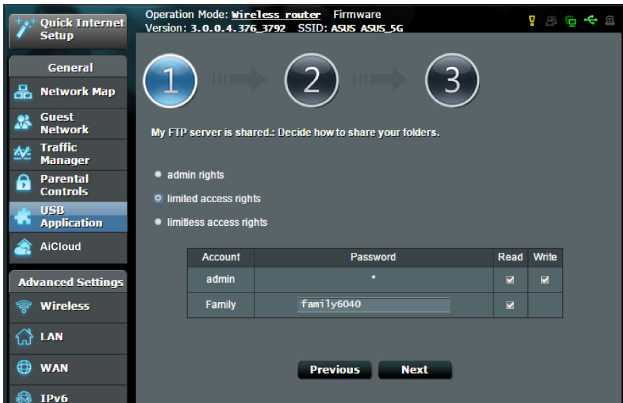 Quick Internet
Setup
Operation Mode: Wireless router Firmware
Version: 3.0.0.4.376_3792 SSID: ASUS ASUS_5G
General
Network Map
Guest
Network
Traffic
Manager
Parental
Controls
USB
Application
AiCloud
Advanced Settings
Wireless
LAN
WAN
IPv6
1 2 3
My FTP server is shared.: Decide how to share your folders.
admin rights
limited access rights
limitless access rights
Account Password Read Write
admin *
Family family6040
Previous Next